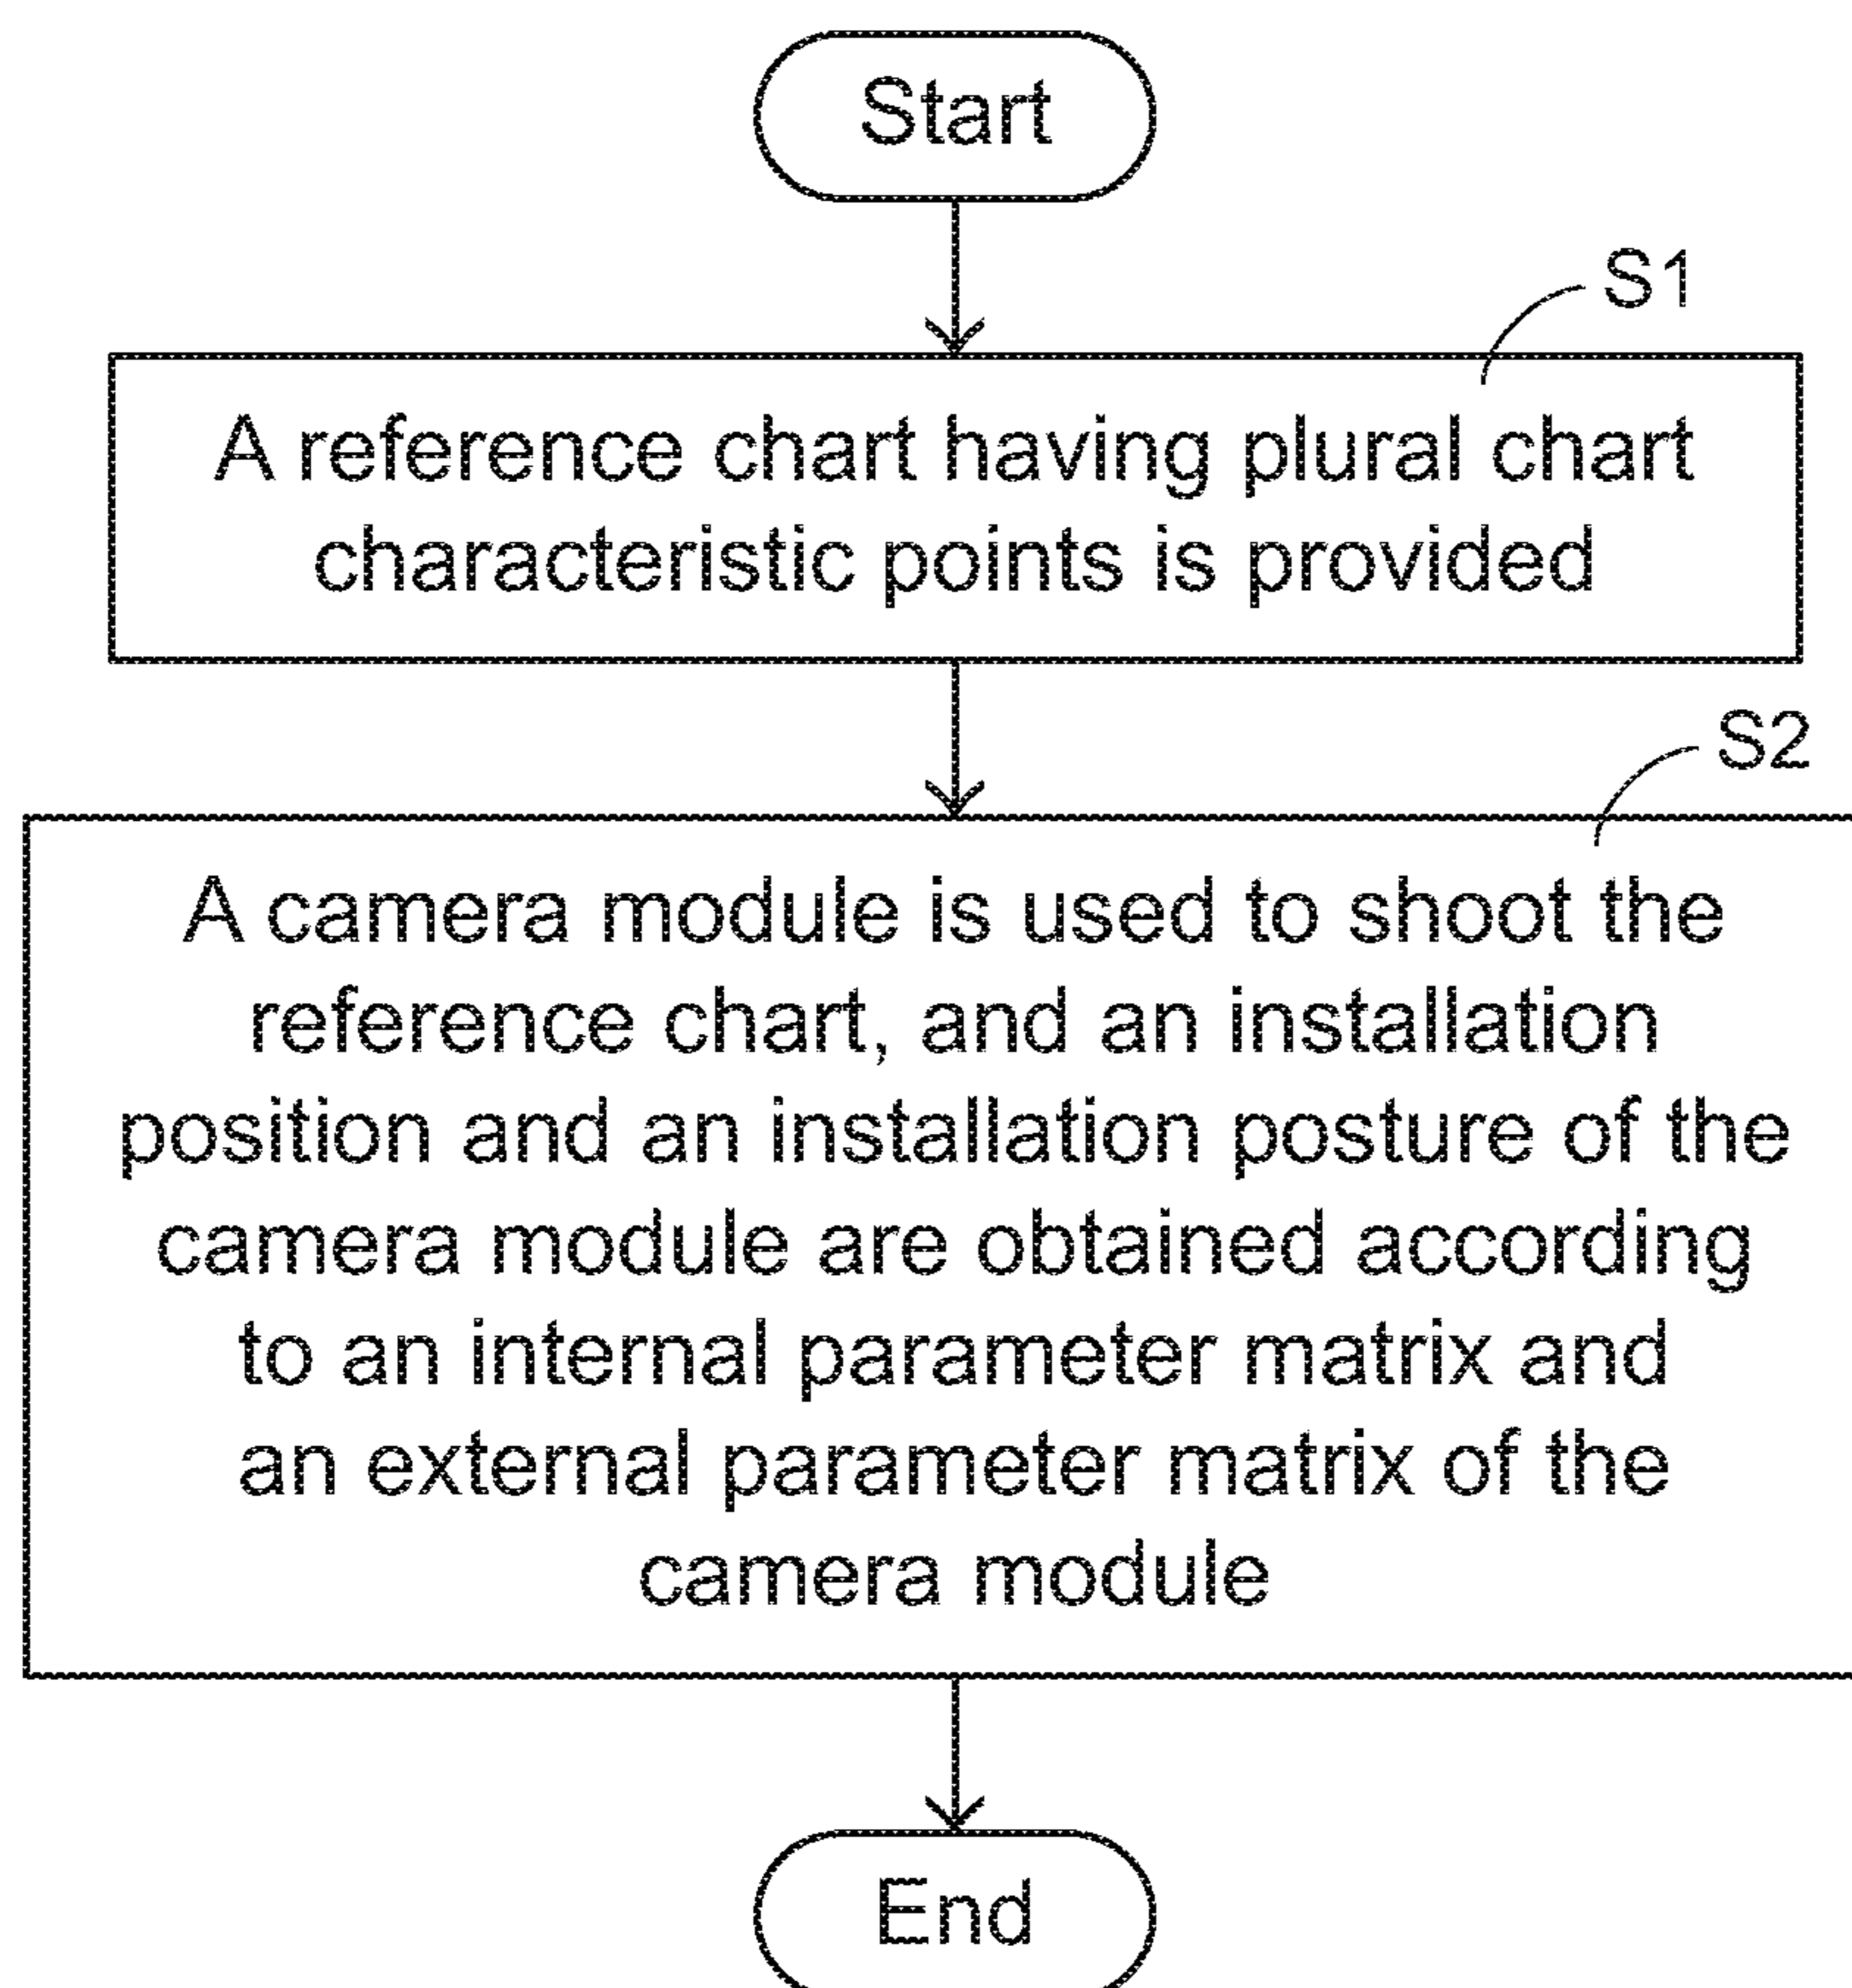 Start
S1
A reference chart having plural chart
characteristic points is provided
S2
A camera module is used to shoot the
reference chart, and an installation
position and an installation posture of the
camera module are obtained according
to an internal parameter matrix and
an external parameter matrix of the
camera module
End